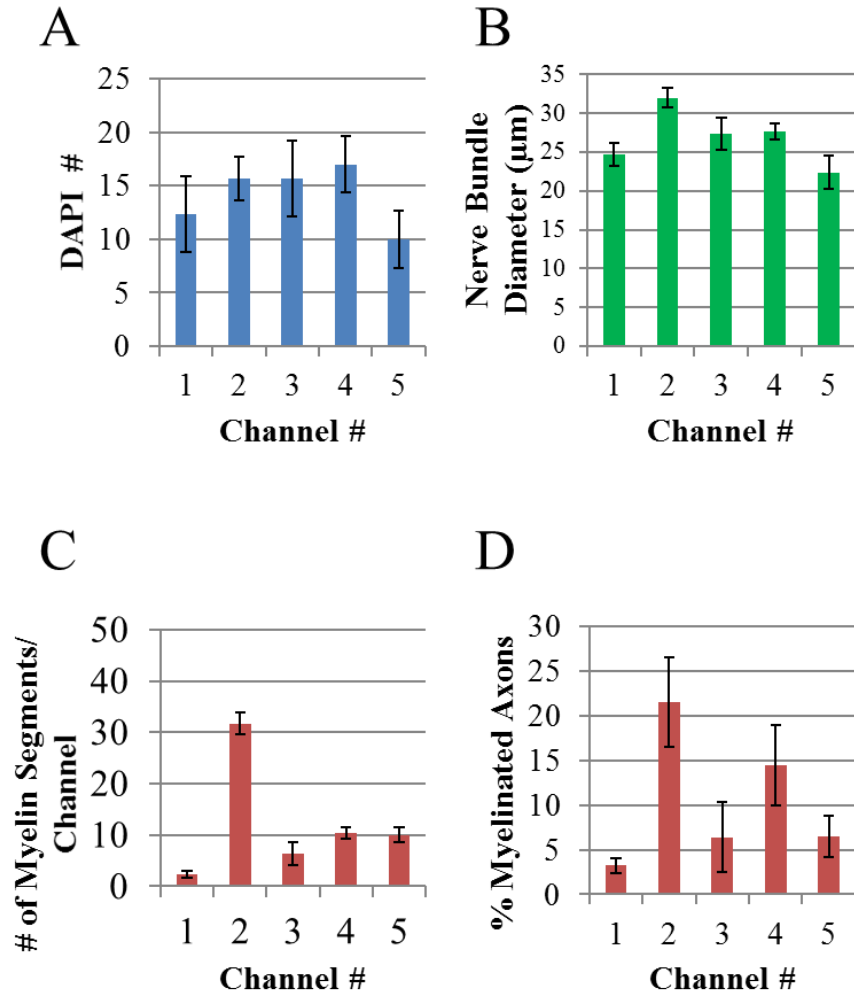 A
DAPI #
25
20
15
10
5
0
1 2 3 4 5
Channel #
B
Nerve Bundle
Diameter (μm)
35
30
25
20
15
10
5
0
1 2 3 4 5
Channel #
C
# of Myelin Segments/
Channel
50
40
30
20
10
0
1 2 3 4 5
Channel #
D
% Myelinated Axons
30
25
20
15
10
5
0
1 2 3 4 5
Channel #